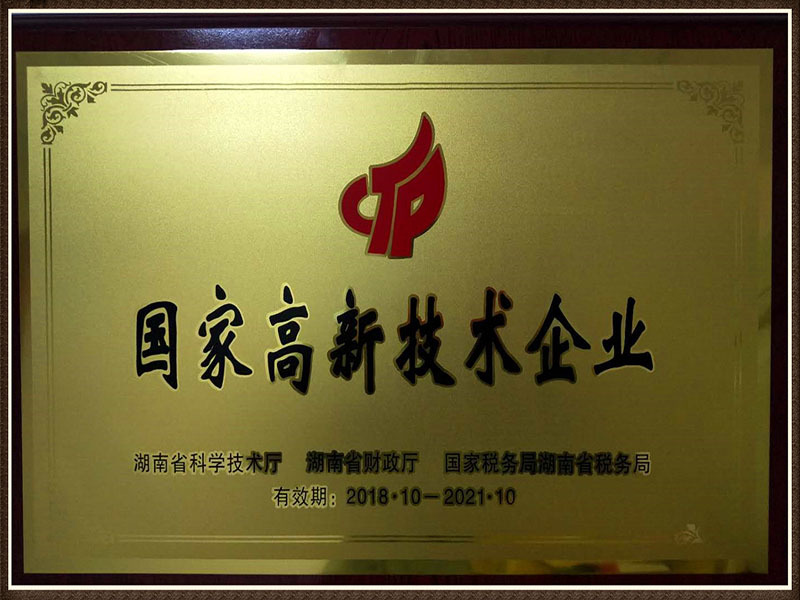 CTP
国家高新技术企业
湖南省科学技术厅 湖南省财政厅 国家税务局湖南省税务局
有效期：2018·10－2021·10